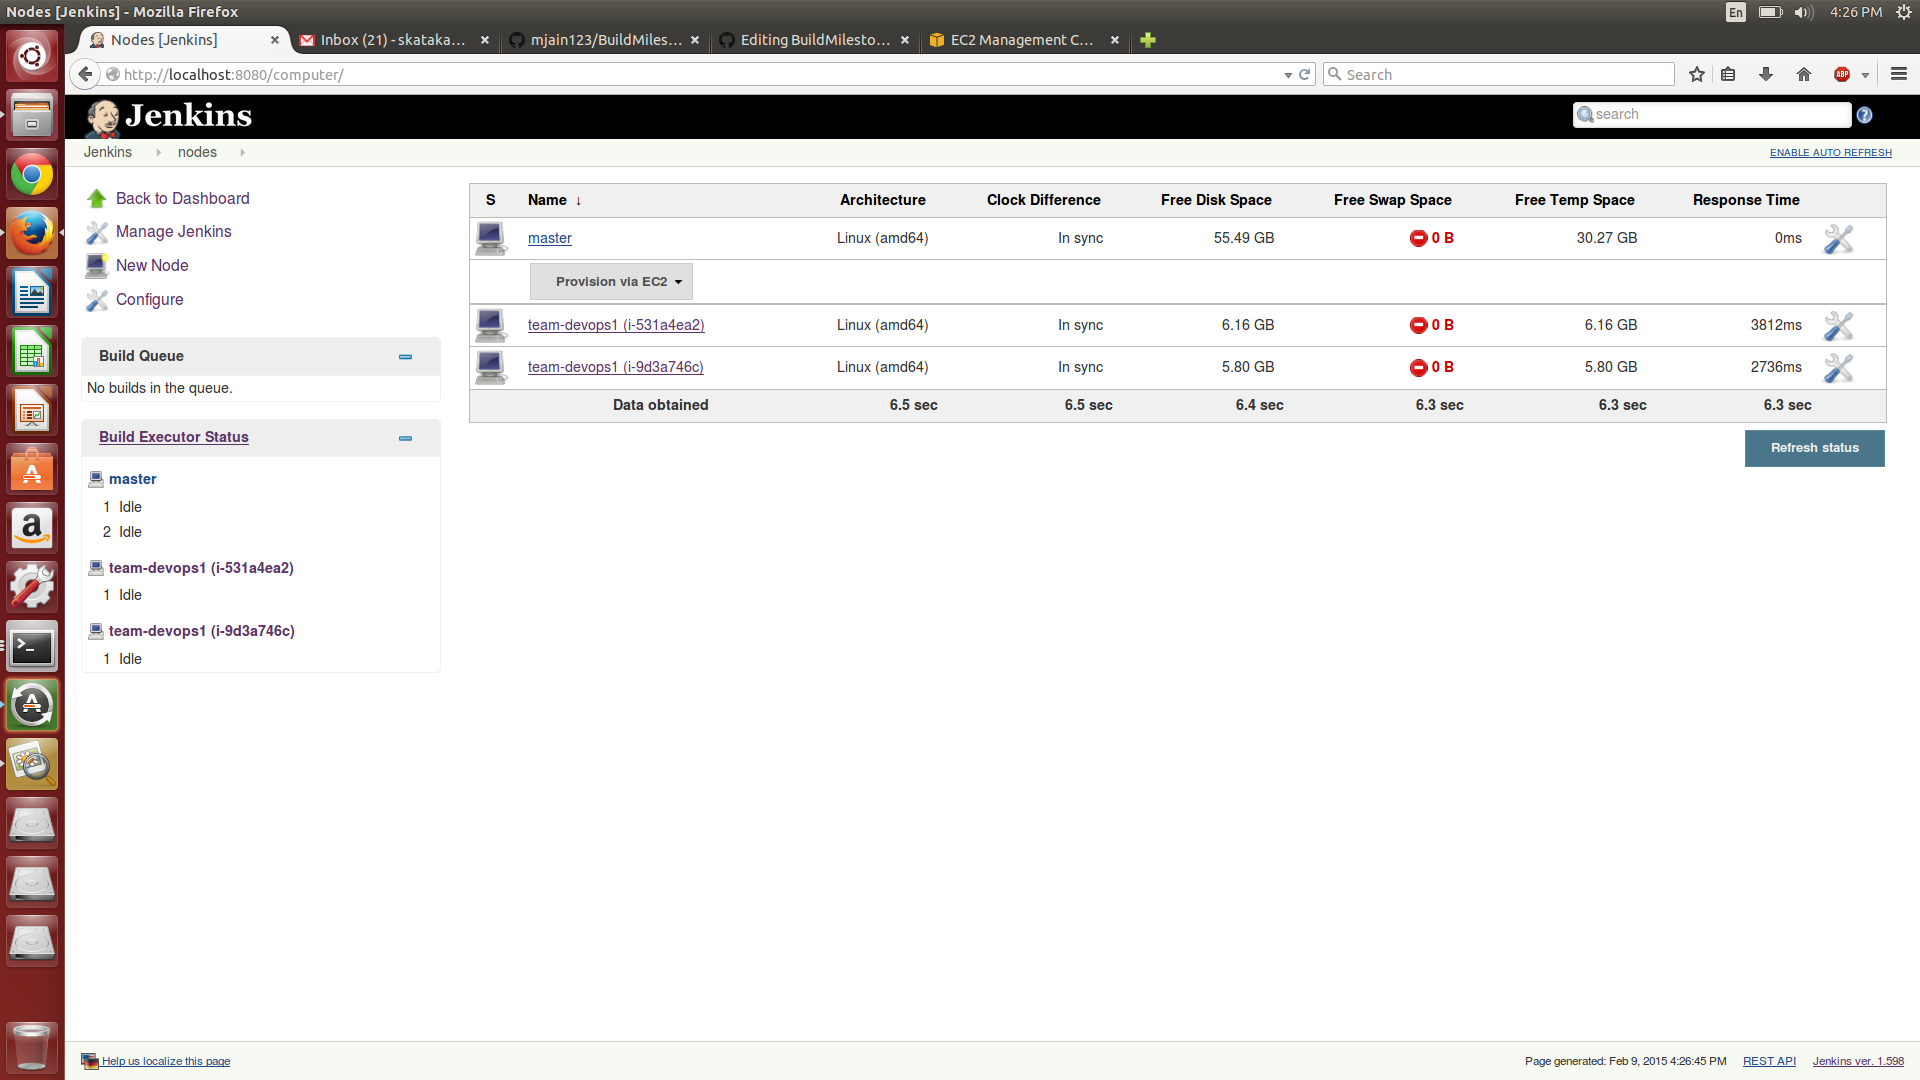 Nodes [Jenkins] - Mozilla Firefox
En
4:26 PM
Nodes [Jenkins]
Inbox (21) - skataka...
mjain123/BuildMiles...
Editing BuildMilesto...
EC2 Management C...
http://localhost:8080/computer/
Search
ABP
Jenkins
search
Jenkins
nodes
ENABLE AUTO REFRESH
Back to Dashboard
Manage Jenkins
New Node
Configure
Build Queue
No builds in the queue.
Build Executor Status
master
1 Idle
2 Idle
team-devops1 (i-531a4ea2)
1 Idle
team-devops1 (i-9d3a746c)
1 Idle
S Name ↓ Architecture Clock Difference Free Disk Space Free Swap Space Free Temp Space Response Time
master Linux (amd64) In sync 55.49 GB 0 B 30.27 GB 0ms
Provision via EC2
team-devops1 (i-531a4ea2) Linux (amd64) In sync 6.16 GB 0 B 6.16 GB 3812ms
team-devops1 (i-9d3a746c) Linux (amd64) In sync 5.80 GB 0 B 5.80 GB 2736ms
Data obtained 6.5 sec 6.5 sec 6.4 sec 6.3 sec 6.3 sec 6.3 sec
Refresh status
Help us localize this page
Page generated: Feb 9, 2015 4:26:45 PM
REST API
Jenkins ver. 1.598